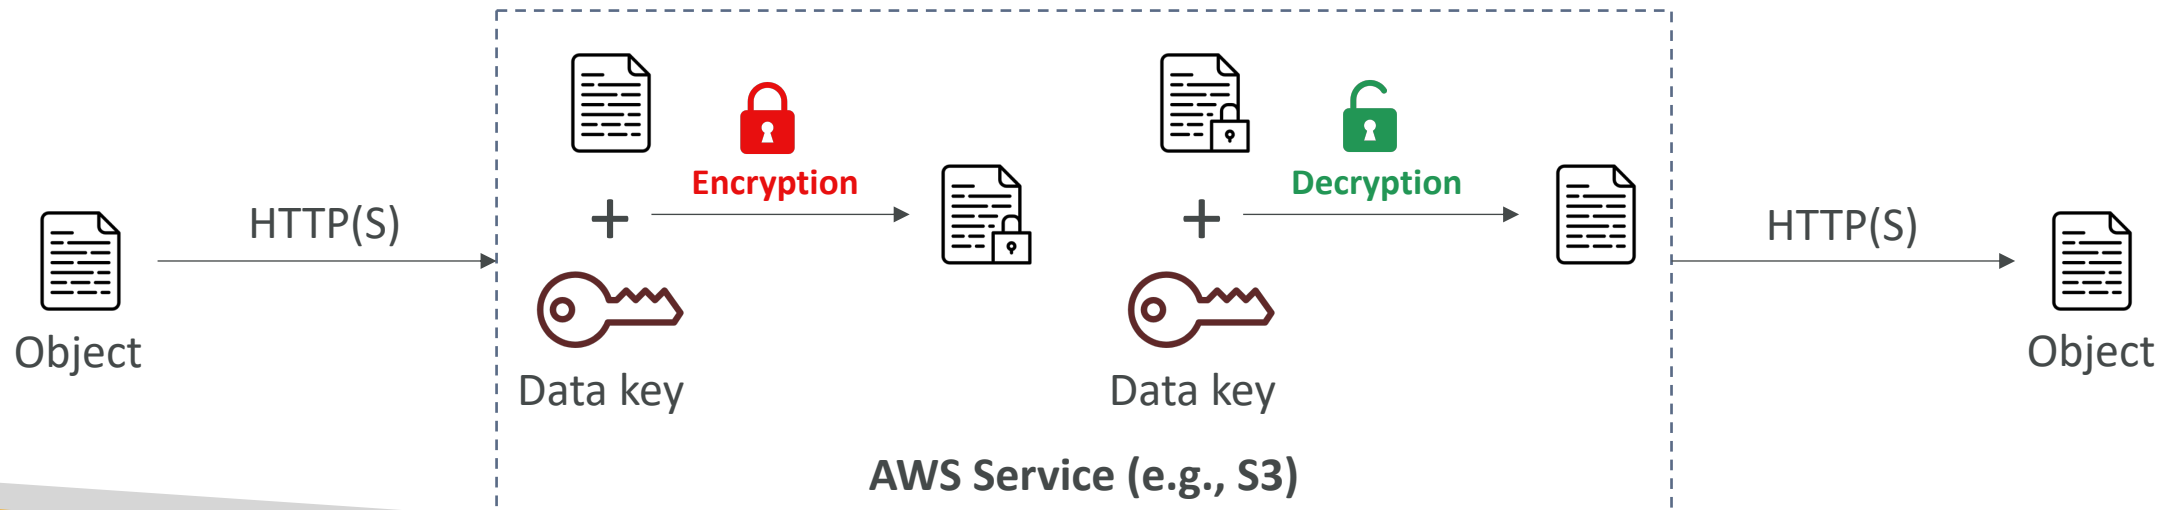 Object
HTTP(S)
Encryption
Data key
Decryption
Data key
HTTP(S)
Object
AWS Service (e.g., S3)